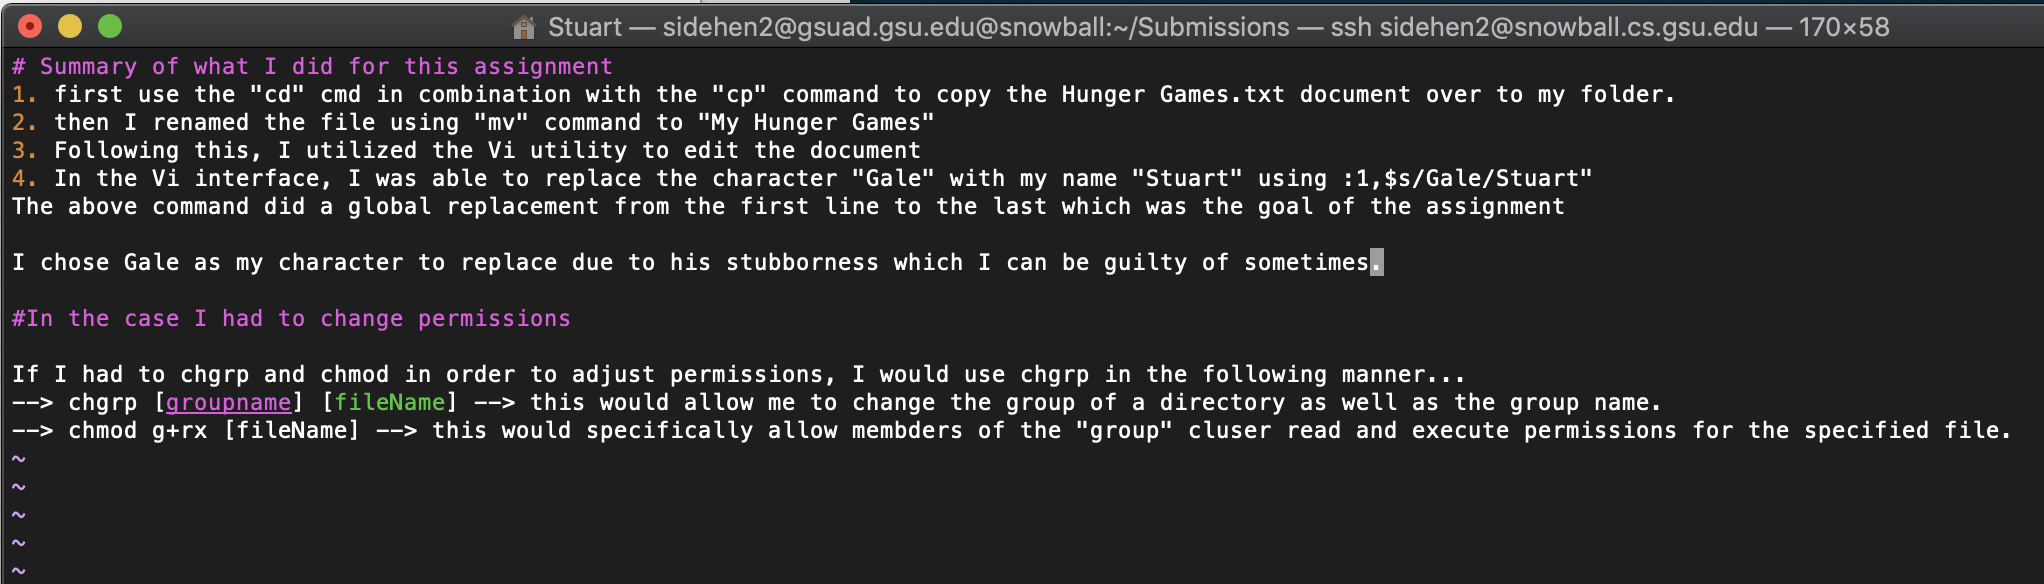 Stuart — sidehen2@gsuad.gsu.edu@snowball:~/Submissions — ssh sidehen2@snowball.cs.gsu.edu — 170×58
# Summary of what I did for this assignment
1. first use the "cd" cmd in combination with the "cp" command to copy the Hunger Games.txt document over to my folder.
2. then I renamed the file using "mv" command to "My Hunger Games"
3. Following this, I utilized the Vi utility to edit the document
4. In the Vi interface, I was able to replace the character "Gale" with my name "Stuart" using :1,$s/Gale/Stuart"
The above command did a global replacement from the first line to the last which was the goal of the assignment
I chose Gale as my character to replace due to his stubborness which I can be guilty of sometimes.
#In the case I had to change permissions
If I had to chgrp and chmod in order to adjust permissions, I would use chgrp in the following manner...
--> chgrp [groupname] [fileName] --> this would allow me to change the group of a directory as well as the group name.
--> chmod g+rx [fileName] --> this would specifically allow membders of the "group" cluser read and execute permissions for the specified file.
~
~
~
~
~